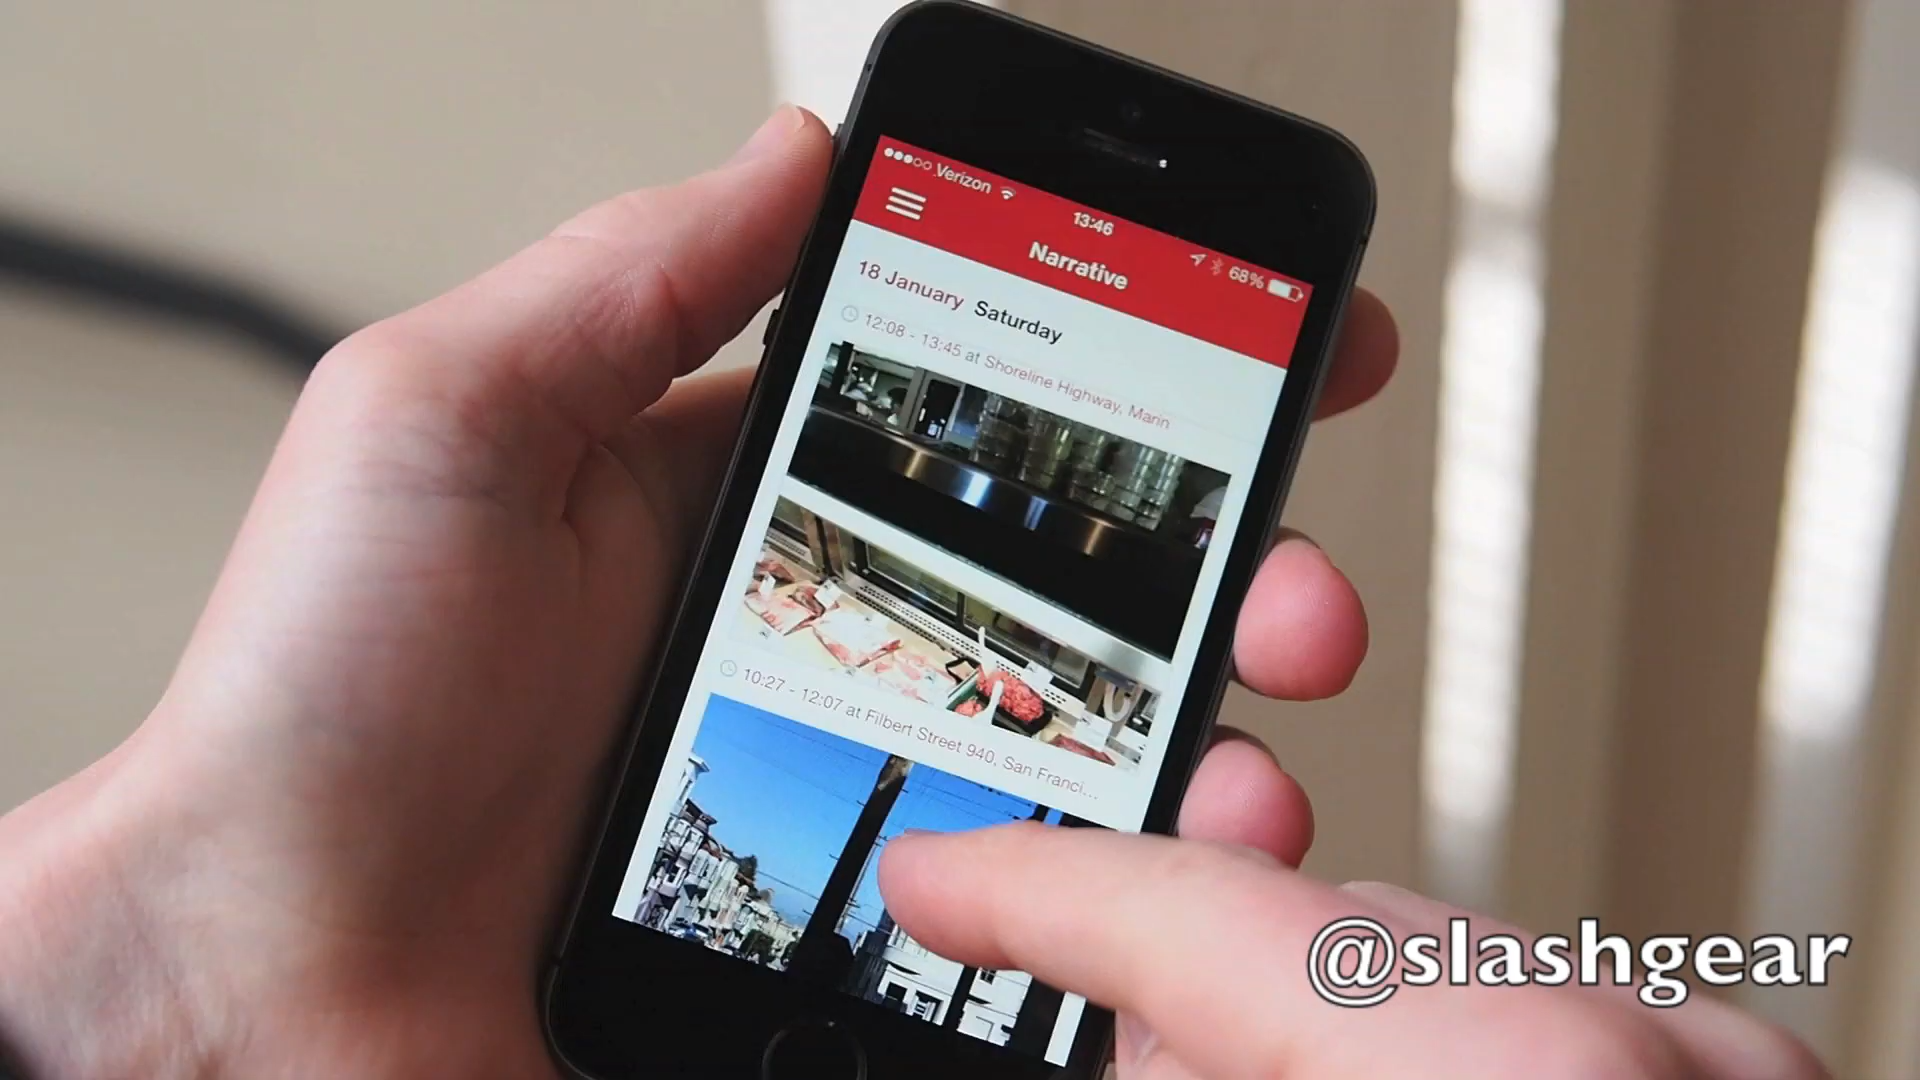 Verizon
13:46
68%
Narrative
18 January Saturday
12:08 - 13:45 at Shoreline Highway, Marin
10:27 - 12:07 at Filbert Street 940, San Franci...
@slashgear